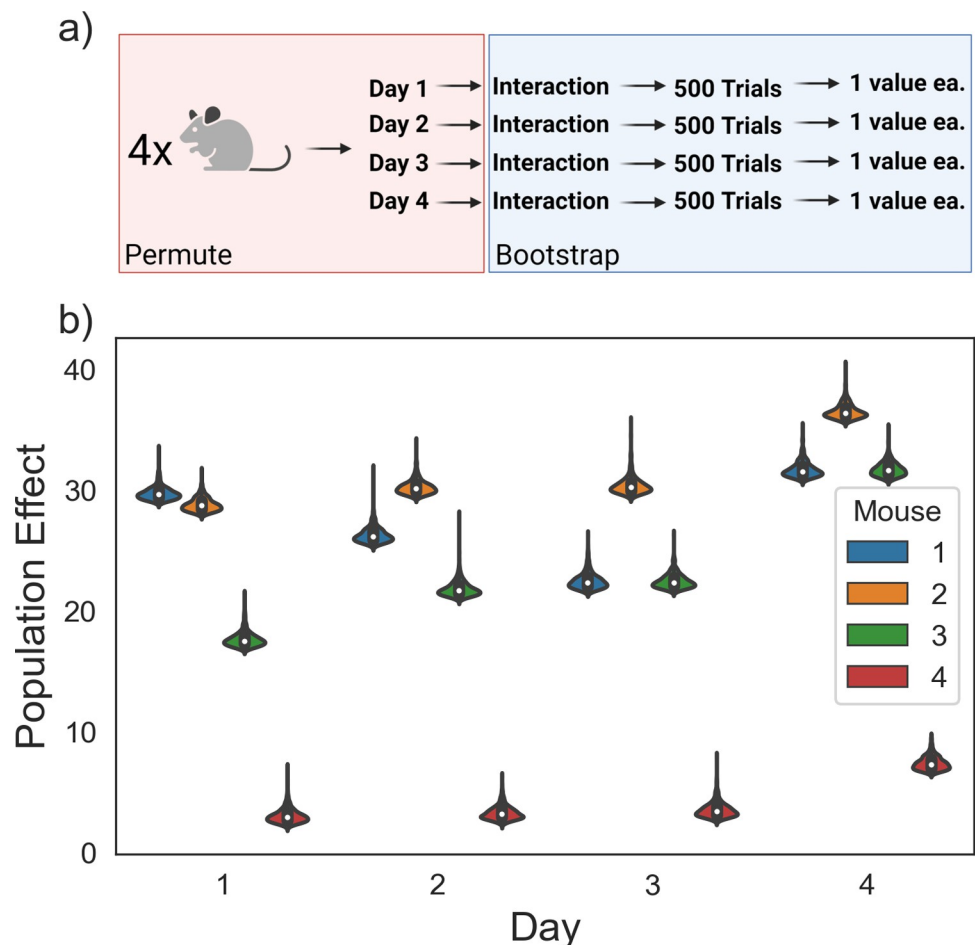 a)
4x
Day 1 Interaction 500 Trials 1 value ea.
Day 2 Interaction 500 Trials 1 value ea.
Day 3 Interaction 500 Trials 1 value ea.
Day 4 Interaction 500 Trials 1 value ea.
Permute
Bootstrap
b)
Population Effect
40
30
20
10
0
Mouse
1
2
3
4
1 2 3 4
Day